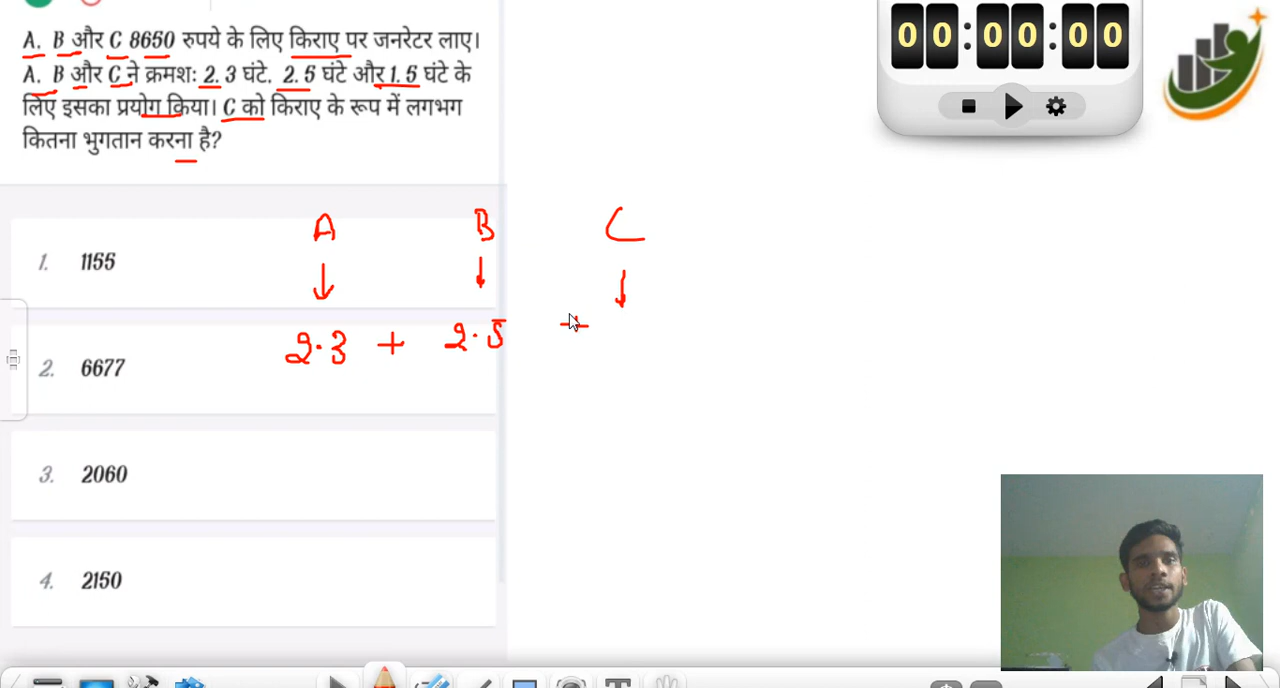 A. B और C 8650 रुपये के लिए किराए पर जनरेटर लाए।
A. B और C ने क्रमशः 2. 3 घंटे. 2. 5 घंटे और 1. 5 घंटे के
लिए इसका प्रयोग किया। C को किराए के रूप में लगभग
कितना भुगतान करना है?
00:00:00
A B C
1. 1155
2.3 + 2.5 +
2. 6677
3. 2060
4. 2150